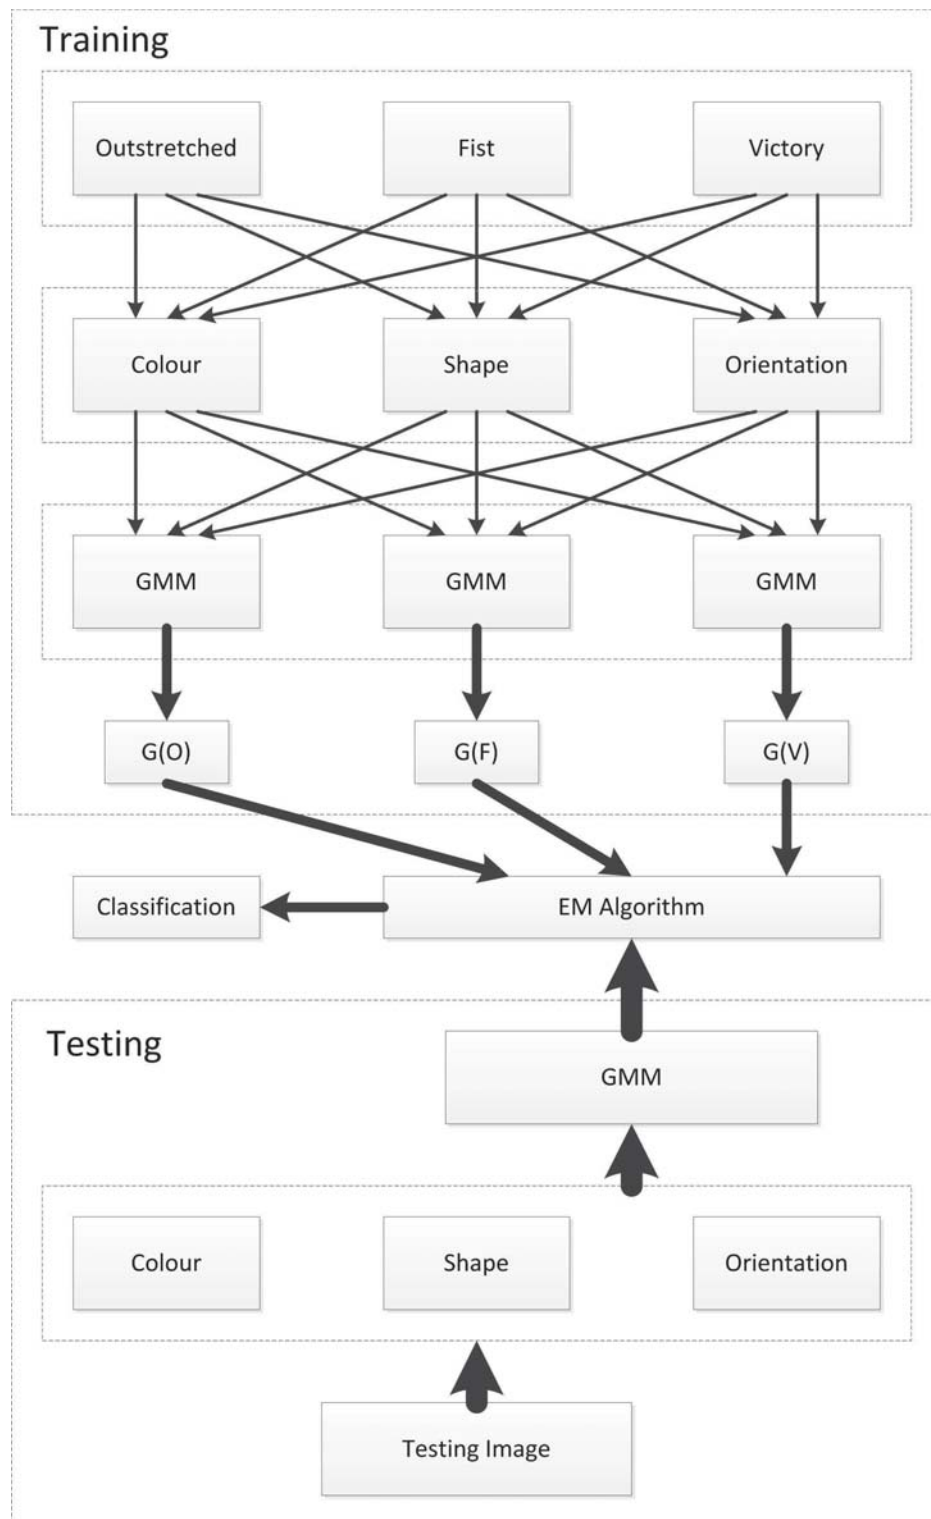 Training
Outstretched
Fist
Victory
Colour
Shape
Orientation
GMM
GMM
GMM
G(O)
G(F)
G(V)
Classification
EM Algorithm
Testing
GMM
Colour
Shape
Orientation
Testing Image